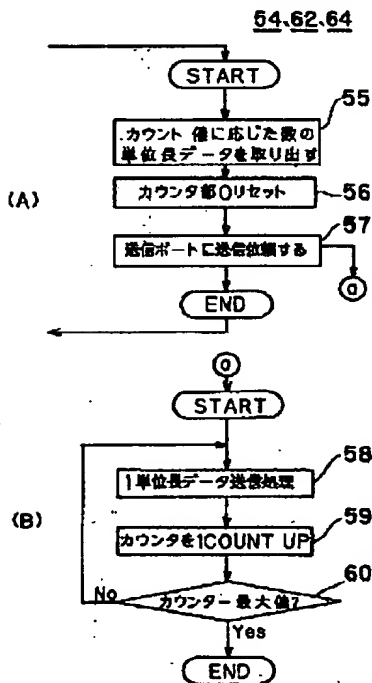 54、62、64
START
55
カウント値に応じた数の
単位長データを取り出す
(A)
カウンタ部0リセット
56
57
送信ポートに送信依頼する
a
END
a
START
58
1単位長データ送信処理
(B)
59
カウンタを1COUNT UP
60
No
カウンター最大値?
Yes
END